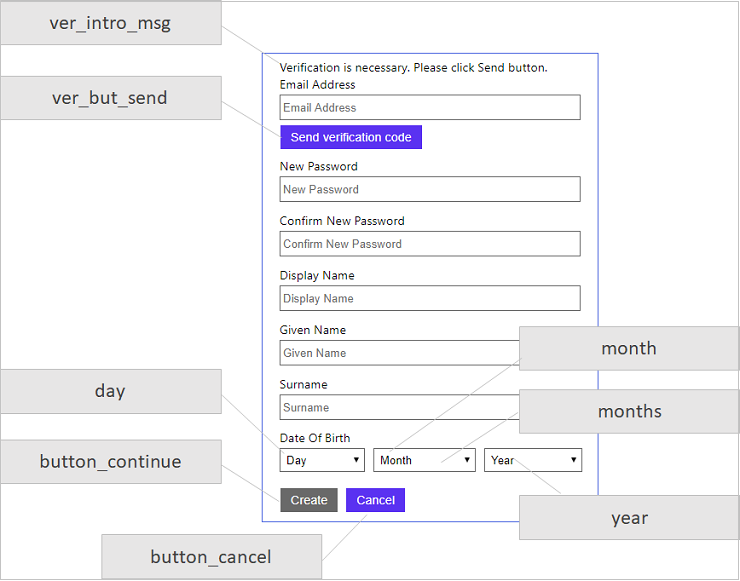 ver_intro_msg
Verification is necessary. Please click Send button.
Email Address
ver_but_send
Email Address
Send verification code
New Password
New Password
Confirm New Password
Confirm New Password
Display Name
Display Name
Given Name
month
Given Name
day
Surname
months
Surname
Date Of Birth
button_continue
Day
Month
Year
Create
Cancel
year
button_cancel